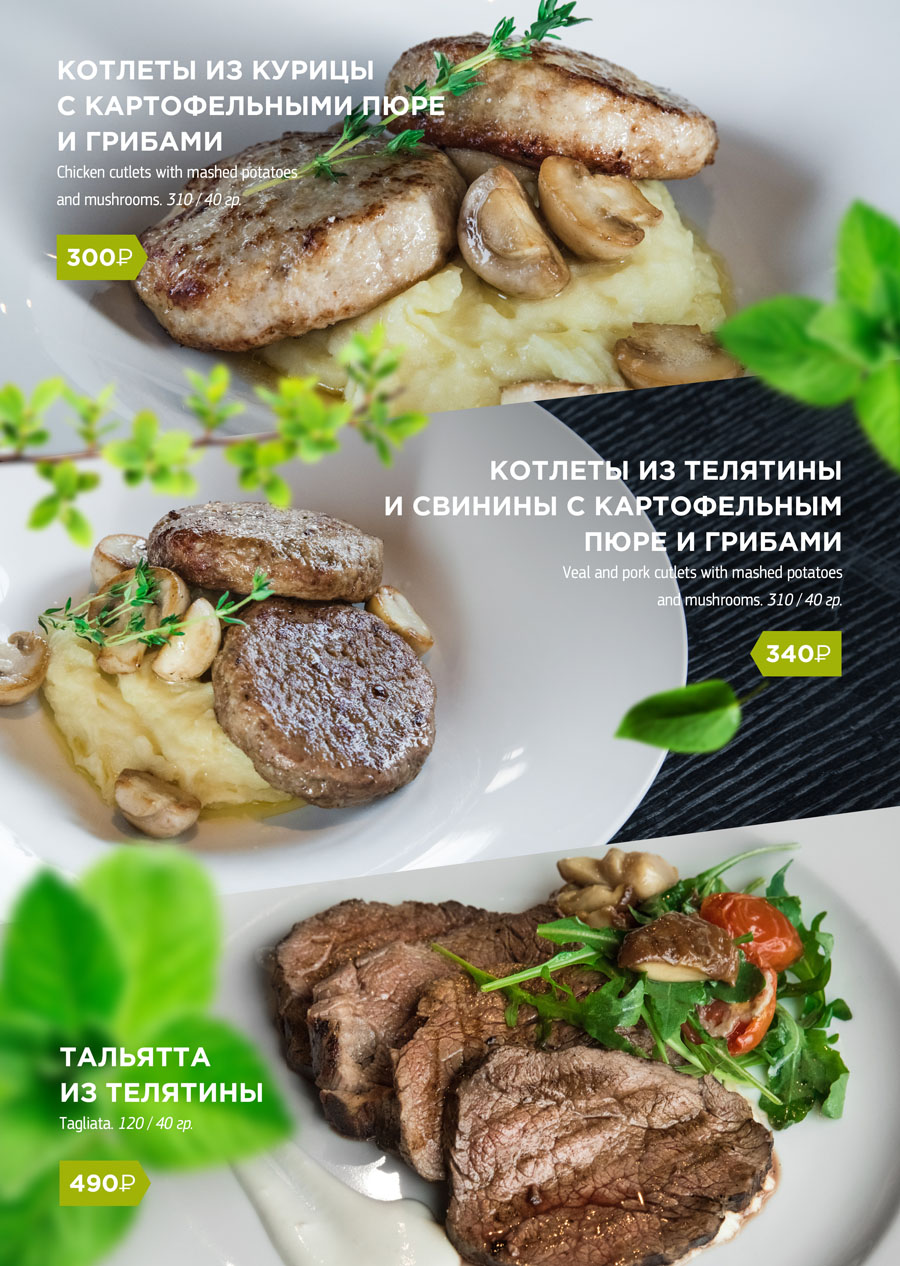 КОТЛЕТЫ ИЗ КУРИЦЫ
С КАРТОФЕЛЬНЫМИ ПЮРЕ
И ГРИБАМИ
Chicken cutlets with mashed potatoes
and mushrooms. 310 / 40 гр.
300₽
КОТЛЕТЫ ИЗ ТЕЛЯТИНЫ
И СВИНИНЫ С КАРТОФЕЛЬНЫМ
ПЮРЕ И ГРИБАМИ
Veal and pork cutlets with mashed potatoes
and mushrooms. 310 / 40 гр.
340₽
ТАЛЬЯТТА
ИЗ ТЕЛЯТИНЫ
Tagliata. 120 / 40 гр.
490₽